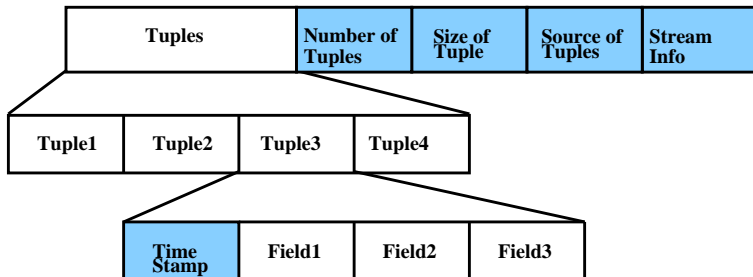 Tuples
Number of
Tuples
Size of
Tuple
Source of
Tuples
Stream
Info
Tuple1
Tuple2
Tuple3
Tuple4
Time
Stamp
Field1
Field2
Field3